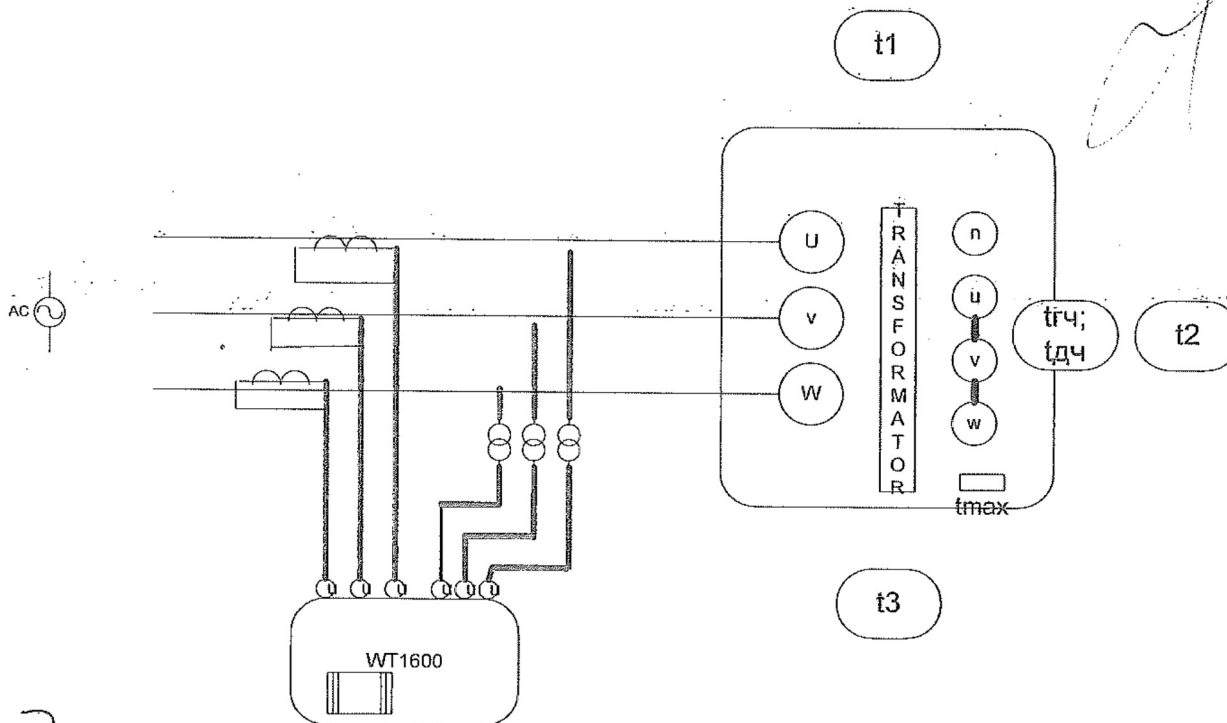 t1
U
v
W
TRANSFORMATOR
n
u
v
w
tгч;
tдч
t2
AC
tmax
t3
u
u
u
u
u
u
WT1600